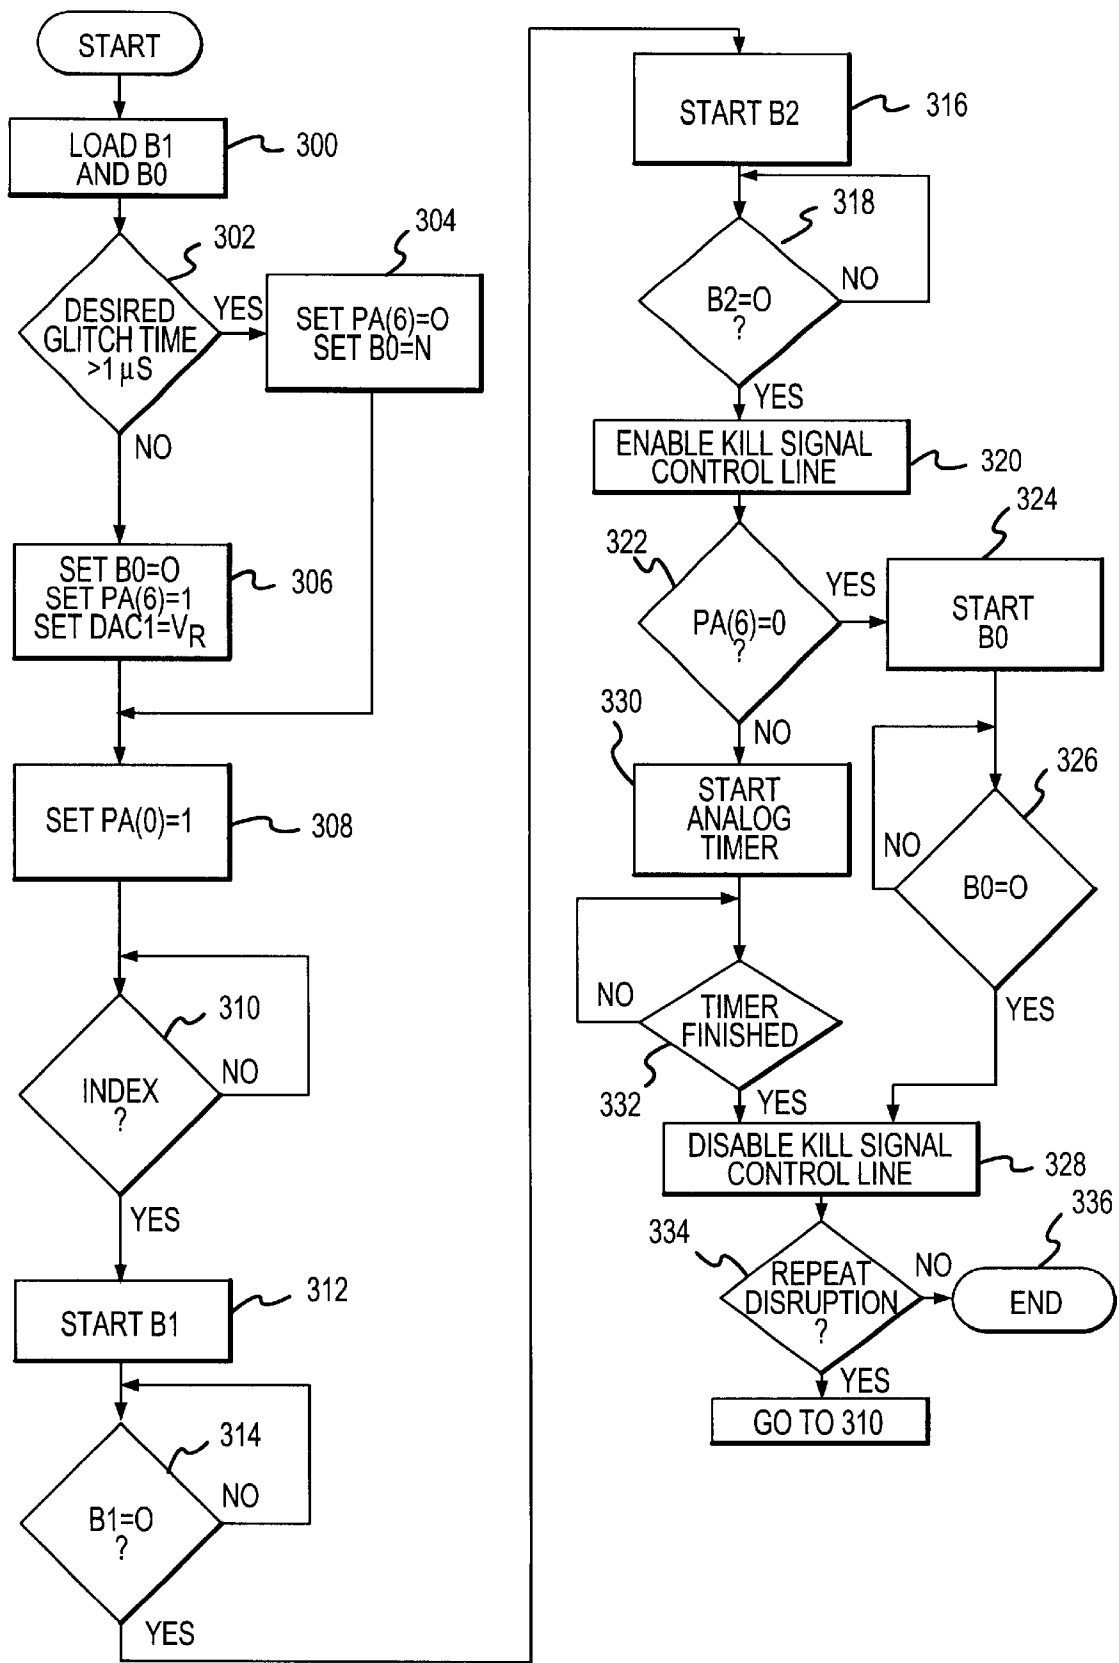 START
LOAD B1
AND B0
300
302
DESIRED
GLITCH TIME
>1 µS
YES
NO
304
SET PA(6)=O
SET B0=N
SET B0=O
SET PA(6)=1
SET DAC1=VR
306
SET PA(0)=1
308
310
INDEX
?
NO
YES
START B1
312
314
B1=O
?
NO
YES
START B2
316
318
B2=O
?
NO
YES
ENABLE KILL SIGNAL
CONTROL LINE
320
322
PA(6)=0
?
YES
NO
324
START
B0
326
B0=O
NO
YES
330
START
ANALOG
TIMER
TIMER
FINISHED
NO
332
YES
DISABLE KILL SIGNAL
CONTROL LINE
328
334
REPEAT
DISRUPTION
?
NO
336
END
YES
GO TO 310